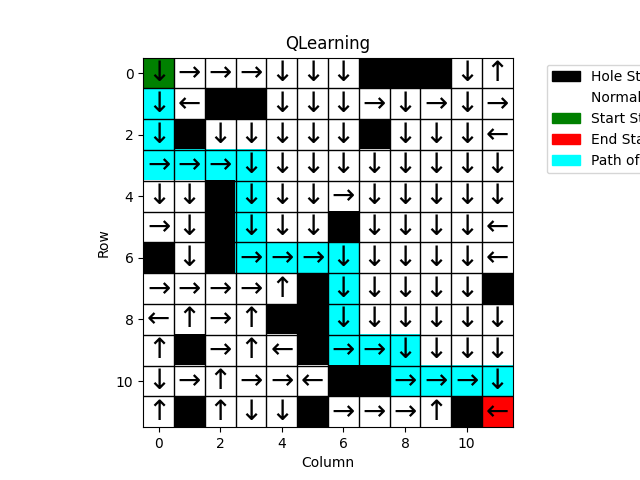 QLearning
Hole St
Normal
Start St
End Sta
Path of
Row
0
2
4
6
8
10
0 2 4 6 8 10
Column